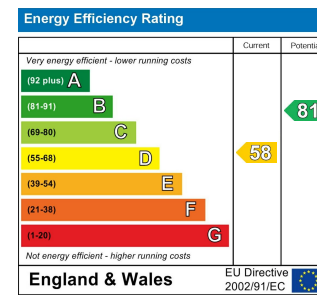 Energy Efficiency Rating
Current
Very energy efficient - lower running costs
(92 plus) A
(81-91) B
81
(69-80) C
(55-68) D
58
(39-54) E
(21-38) F
(1-20) G
Not energy efficient - higher running costs
England & Wales
EU Directive
2002/91/EC